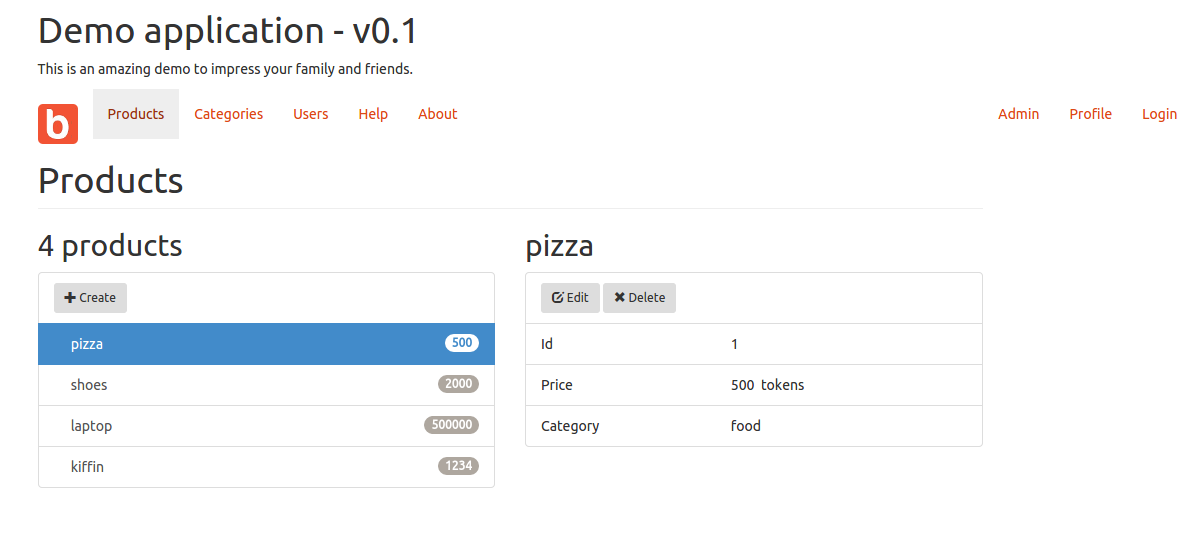 Demo application - v0.1
This is an amazing demo to impress your family and friends.
b Products Categories Users Help About Admin Profile Login
Products
4 products
Create
pizza 500
shoes 2000
laptop 500000
kiffin 1234
pizza
Edit Delete
Id 1
Price 500 tokens
Category food